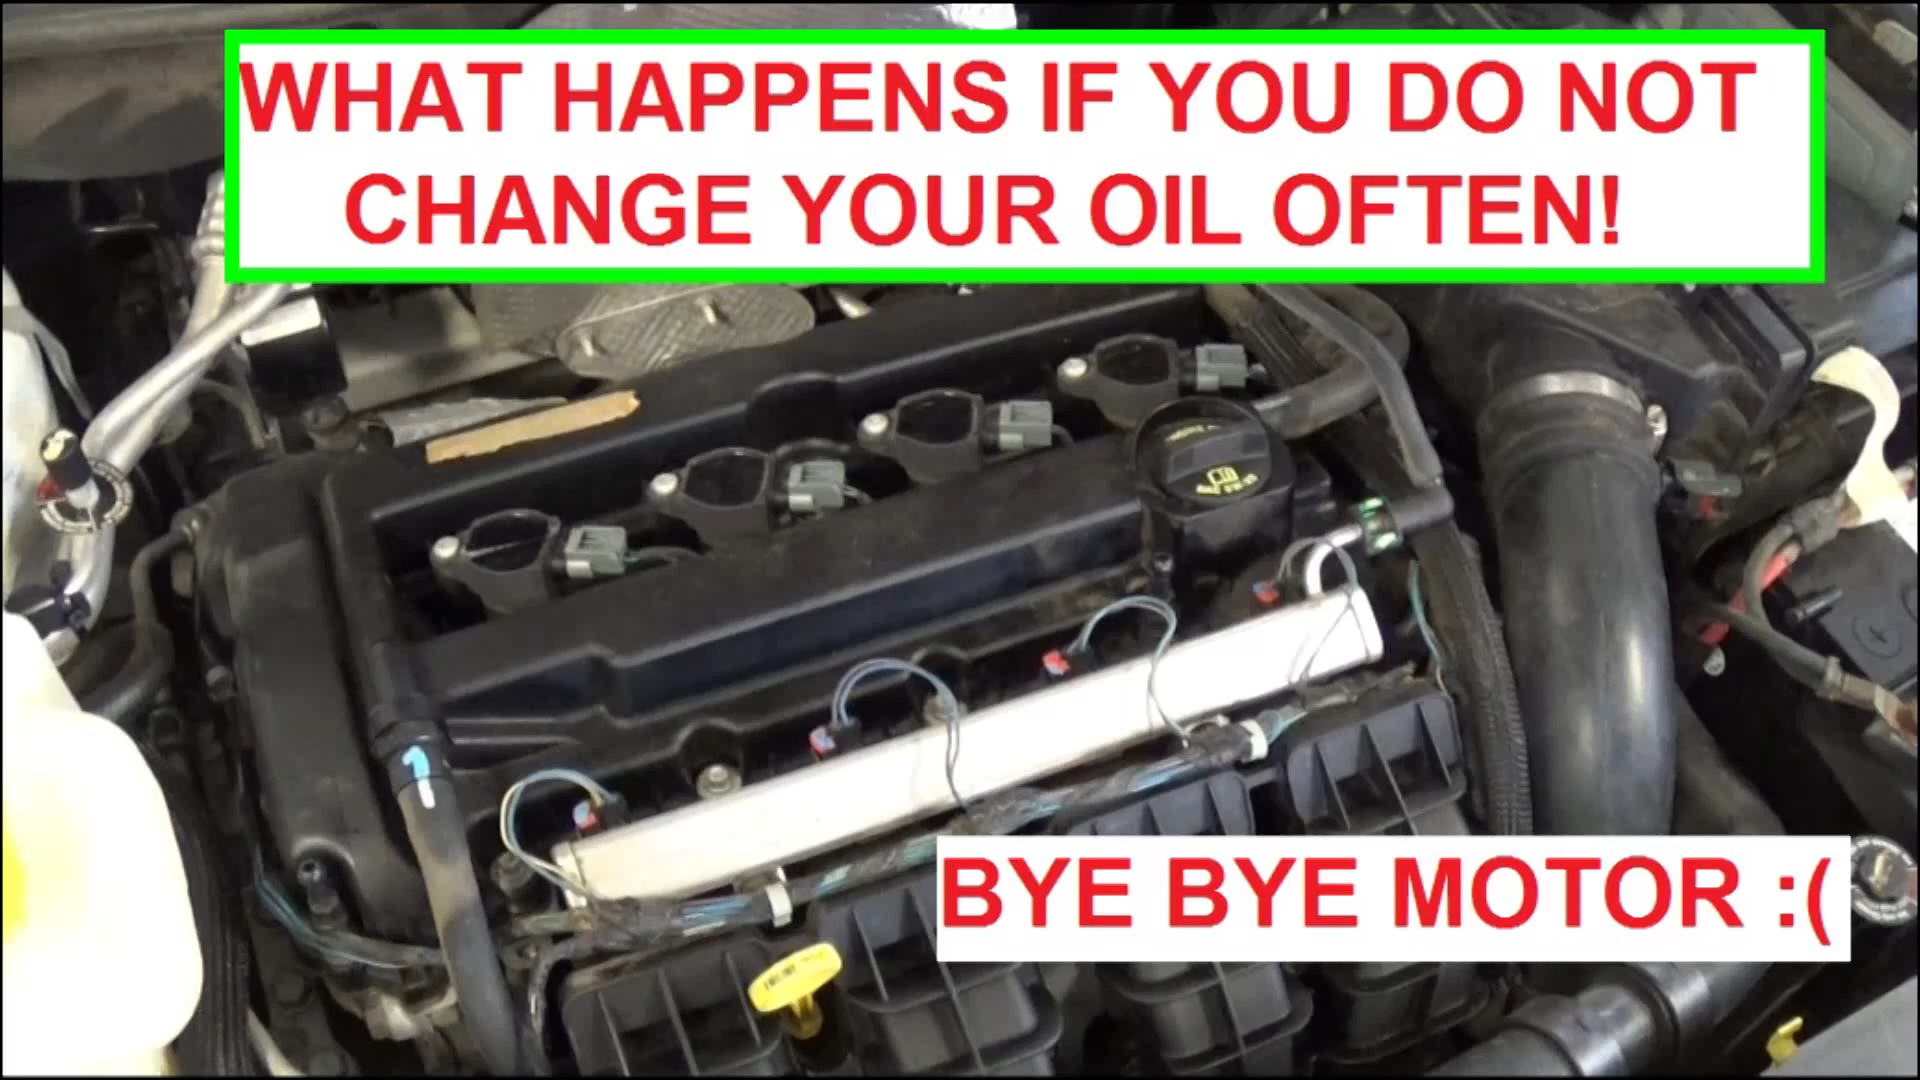 WHAT HAPPENS IF YOU DO NOT
CHANGE YOUR OIL OFTEN!
BYE BYE MOTOR :(